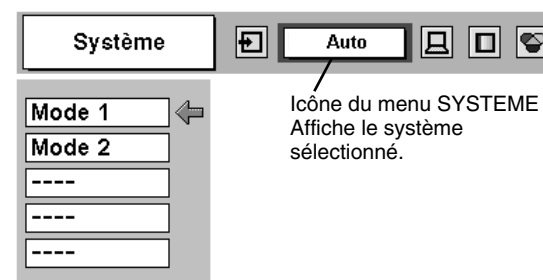 Système
Auto
Icône du menu SYSTEME
Affiche le système
sélectionné.
Mode 1
Mode 2
----
----
----